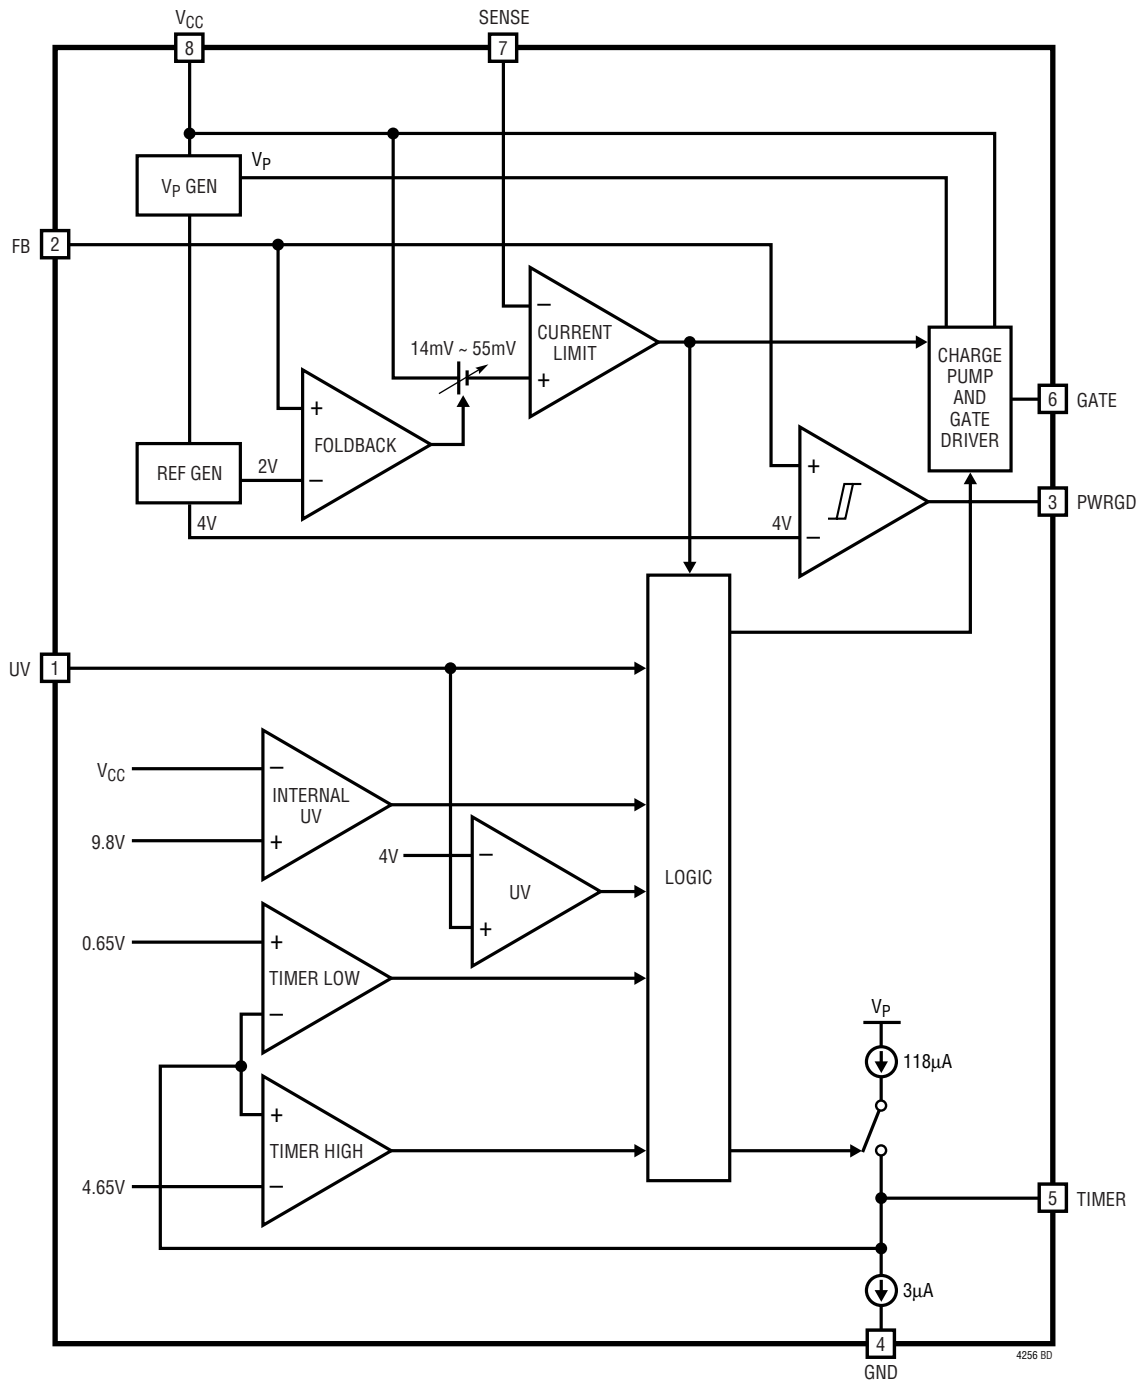 VCC
SENSE
8
7
VP
VP GEN
FB
2
14mV ~ 55mV
−
CURRENT
LIMIT
+
CHARGE
PUMP
AND
GATE
DRIVER
6
GATE
+
FOLDBACK
−
REF GEN
2V
4V
+
4V
−
3
PWRGD
UV
1
VCC
−
INTERNAL
UV
9.8V
+
4V
−
UV
+
LOGIC
0.65V
+
TIMER LOW
−
+
TIMER HIGH
4.65V
−
VP
118µA
5
TIMER
3µA
4
GND
4256 BD